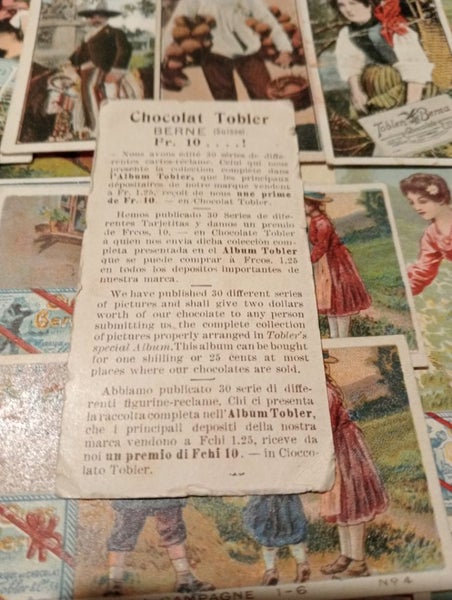 Chocolat Tobler
BERNE (Suisse)
Fr. 10 . . . . !
Nous avons édité 30 séries de diffe-
rentes cartes-réclame. Celui qui nous
présente la collection complète dans
l'Album Tobler, que les principaux
dépositaires de notre marque vendent
à Fr. 1.25, reçoit de nous une prime
de Fr. 10. — en Chocolat Tobler.
Hemos publicado 30 Series de dife-
rentes Tarjettas y damos un premio
de Frcos. 10. — en Chocolate Tobler
à quien nos envia dicha colección com-
pleta presentada en el Album Tobler
que se puede comprar à Frcos. 1.25
en todos los depositos importantes de
nuestra marca.
We have published 30 different series
of pictures and shall give two dollars
worth of our chocolate to any person
submitting us, the complete collection
of pictures properly arranged in Tobler's
special Album. This album can be bought
for one shilling or 25 cents at most
places where our chocolates are sold.
Abbiamo publicato 30 serie di diffe-
renti figurine-reclame. Chi ci presenta
la raccolta completa nell'Album Tobler,
che i principali depositi della nostra
marca vendono a Fchi 1.25, riceve da
noi un premio di Fchi 10. — in Ciocco-
lato Tobler.
Tobler Berna
CAMPAGNE 1-6
No 4